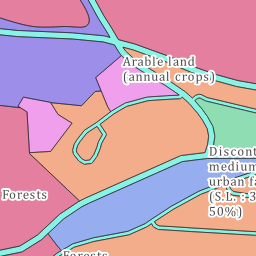 Arable land
(annual crops)
Discont
medium
urban fa
(S.L. : 3
50%)
Forests
Forests